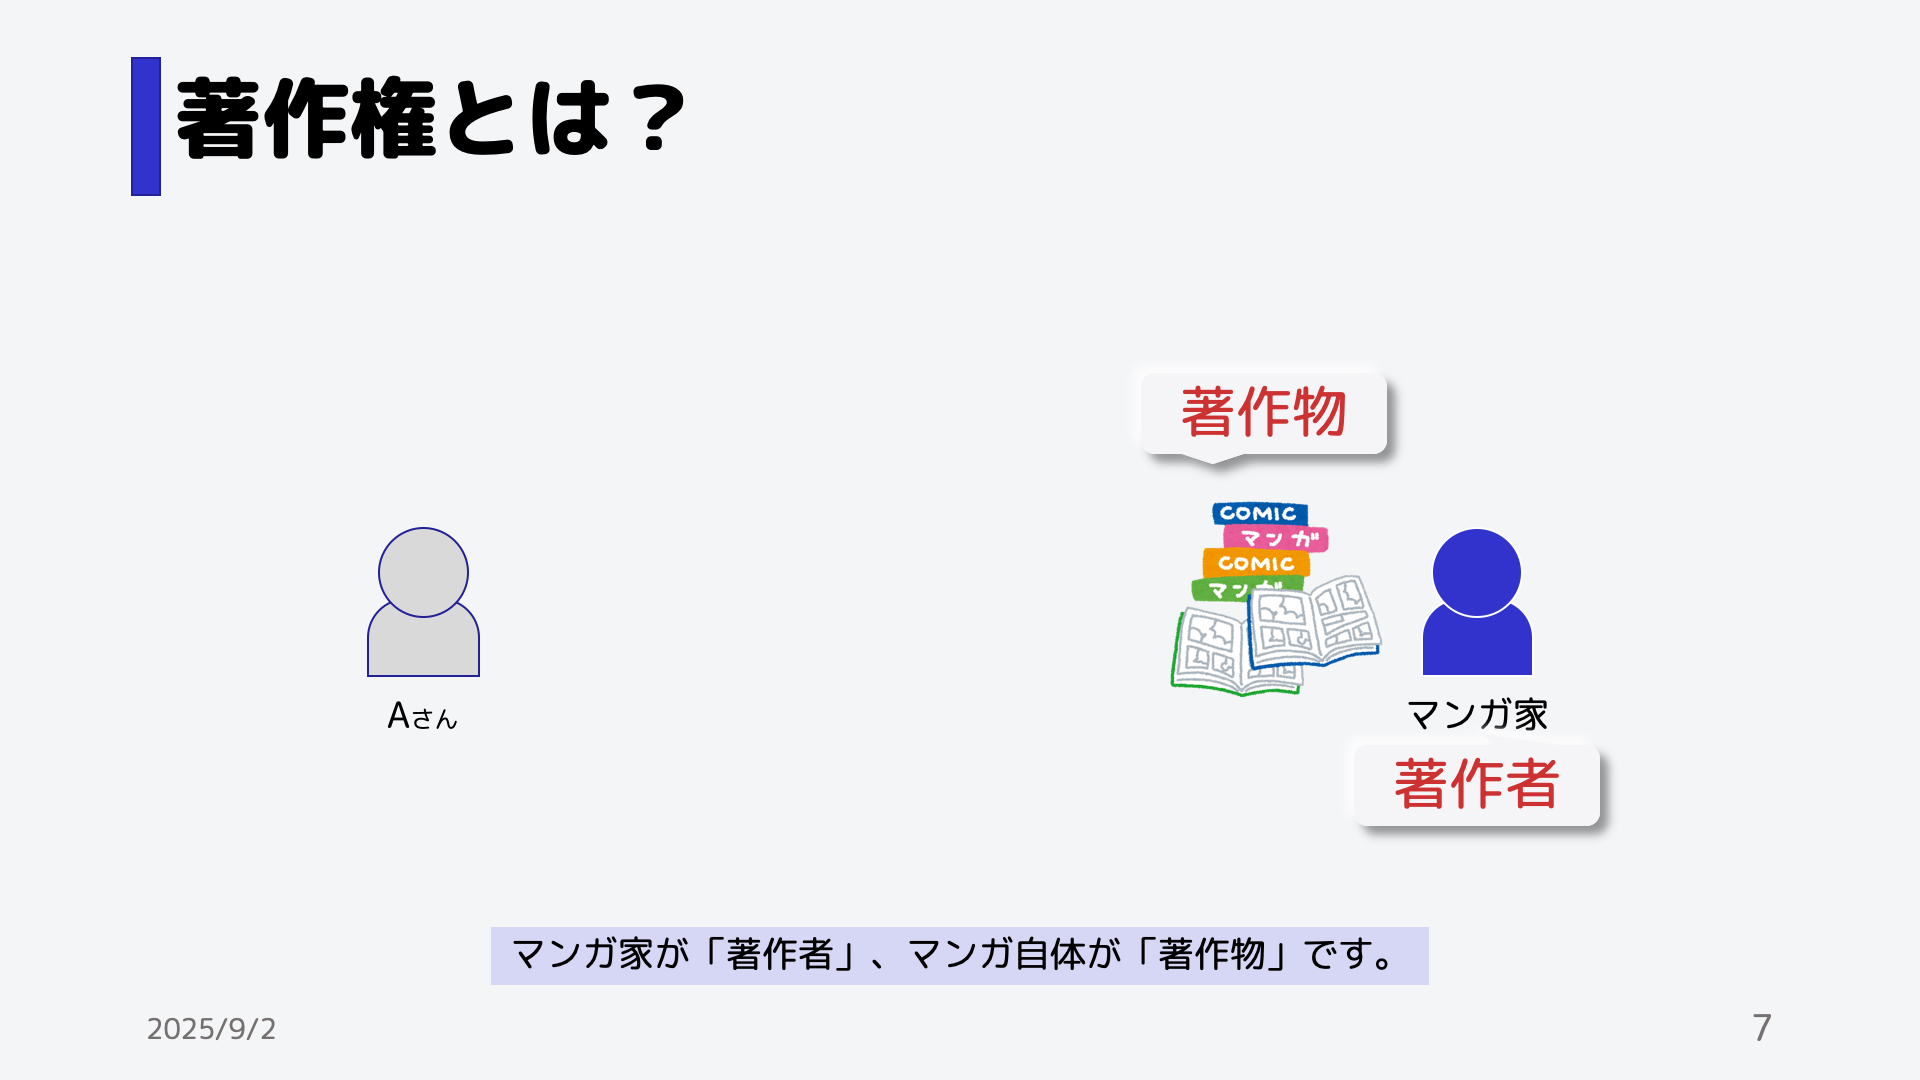 著作権とは？
著作物
COMIC
マンガ
COMIC
マンガ
Aさん
マンガ家
著作者
マンガ家が「著作者」、マンガ自体が「著作物」です。
2025/9/2
7